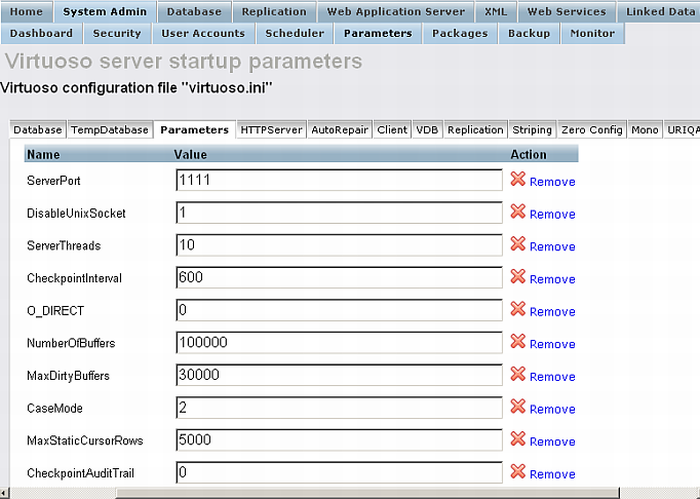 Home System Admin Database Replication Web Application Server XML Web Services Linked Data
Dashboard Security User Accounts Scheduler Parameters Packages Backup Monitor
Virtuoso server startup parameters
Virtuoso configuration file "virtuoso.ini"
Database TempDatabase Parameters HTTPServer AutoRepair Client VDB Replication Striping Zero Config Mono URIQA
Name Value Action
ServerPort 1111 Remove
DisableUnixSocket 1 Remove
ServerThreads 10 Remove
CheckpointInterval 600 Remove
O_DIRECT 0 Remove
NumberOfBuffers 100000 Remove
MaxDirtyBuffers 30000 Remove
CaseMode 2 Remove
MaxStaticCursorRows 5000 Remove
CheckpointAuditTrail 0 Remove